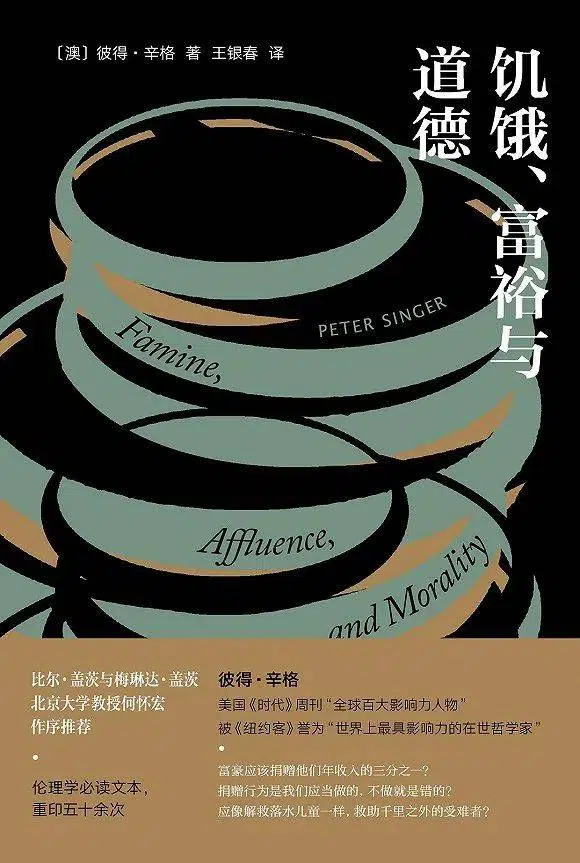 〔澳〕彼得·辛格 著 王银春 译
饥饿、富裕与
道德
PETER SINGER
Famine,
Affluence,
and Morality
比尔·盖茨与梅琳达·盖茨
北京大学教授何怀宏
作序推荐
伦理学必读文本，
重印五十余次
彼得·辛格
美国《时代》周刊“全球百大影响力人物”
被《纽约客》誉为“世界上最具影响力的在世哲学家”
富豪应该捐赠他们年收入的三分之一？
捐赠行为是我们应当做的，不做就是错的？
应像解救落水儿童一样，救助千里之外的受难者？